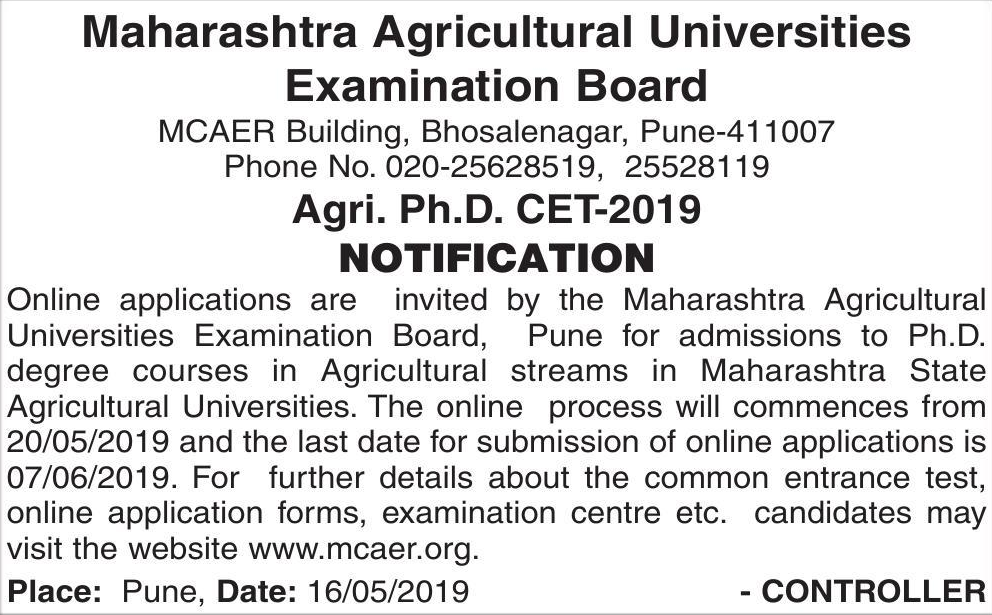 Maharashtra Agricultural Universities
Examination Board
MCAER Building, Bhosalenagar, Pune-411007
Phone No. 020-25628519, 25528119
Agri. Ph.D. CET-2019
NOTIFICATION
Online applications are invited by the Maharashtra Agricultural
Universities Examination Board, Pune for admissions to Ph.D.
degree courses in Agricultural streams in Maharashtra State
Agricultural Universities. The online process will commences from
20/05/2019 and the last date for submission of online applications is
07/06/2019. For further details about the common entrance test,
online application forms, examination centre etc. candidates may
visit the website www.mcaer.org.
Place: Pune, Date: 16/05/2019 - CONTROLLER